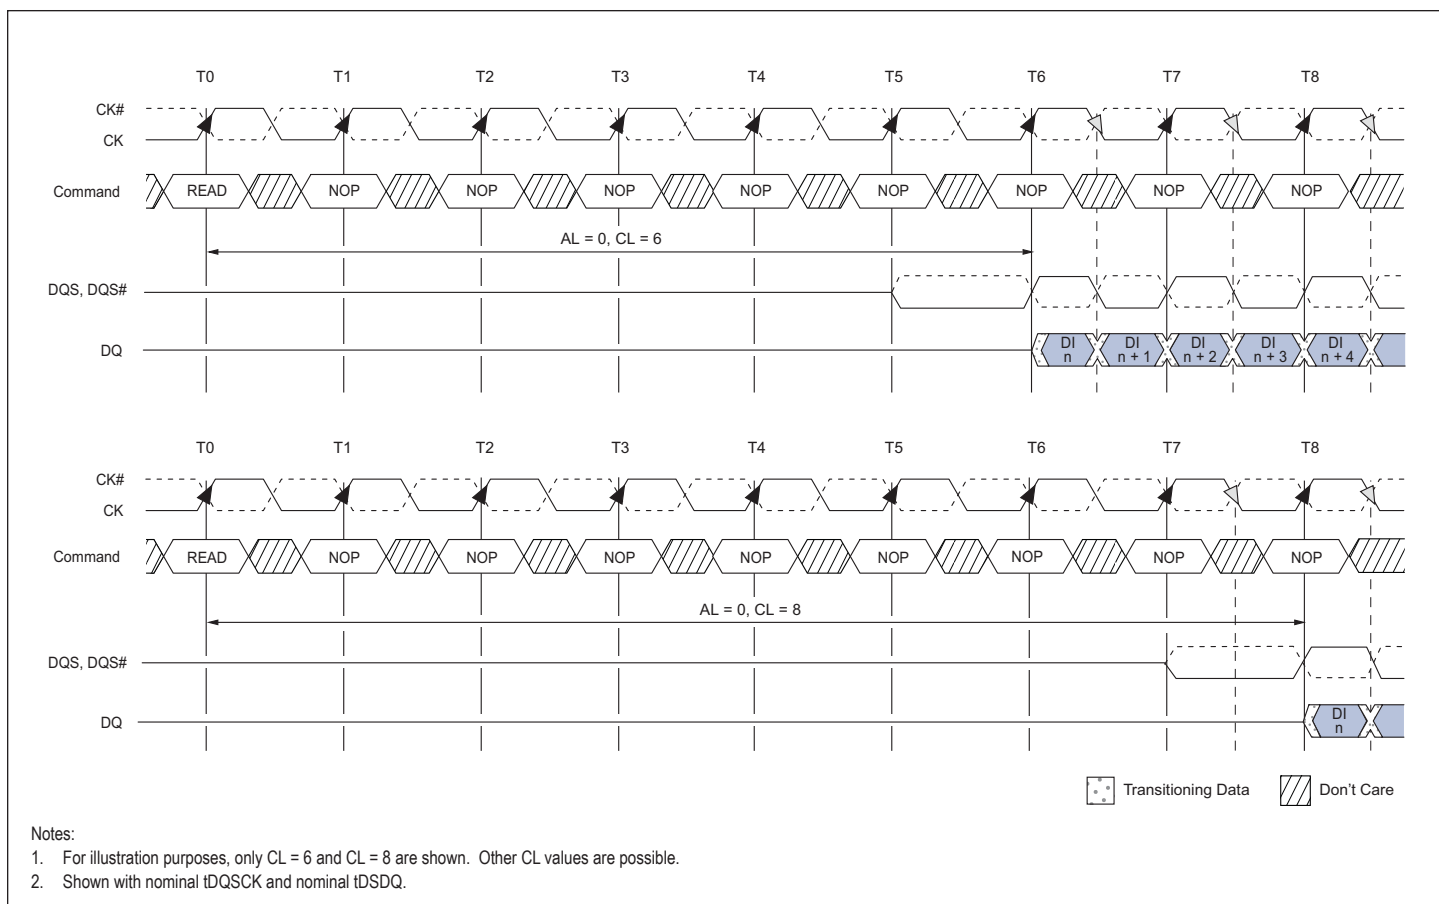 T0 T1 T2 T3 T4 T5 T6 T7 T8
CK#
CK
Command READ NOP NOP NOP NOP NOP NOP NOP NOP
AL = 0, CL = 6
DQS, DQS#
DQ DI n DI n + 1 DI n + 2 DI n + 3 DI n + 4
T0 T1 T2 T3 T4 T5 T6 T7 T8
CK#
CK
Command READ NOP NOP NOP NOP NOP NOP NOP NOP
AL = 0, CL = 8
DQS, DQS#
DQ DI n
Transitioning Data Don't Care
Notes:
1. For illustration purposes, only CL = 6 and CL = 8 are shown. Other CL values are possible.
2. Shown with nominal tDQSCK and nominal tDSDQ.